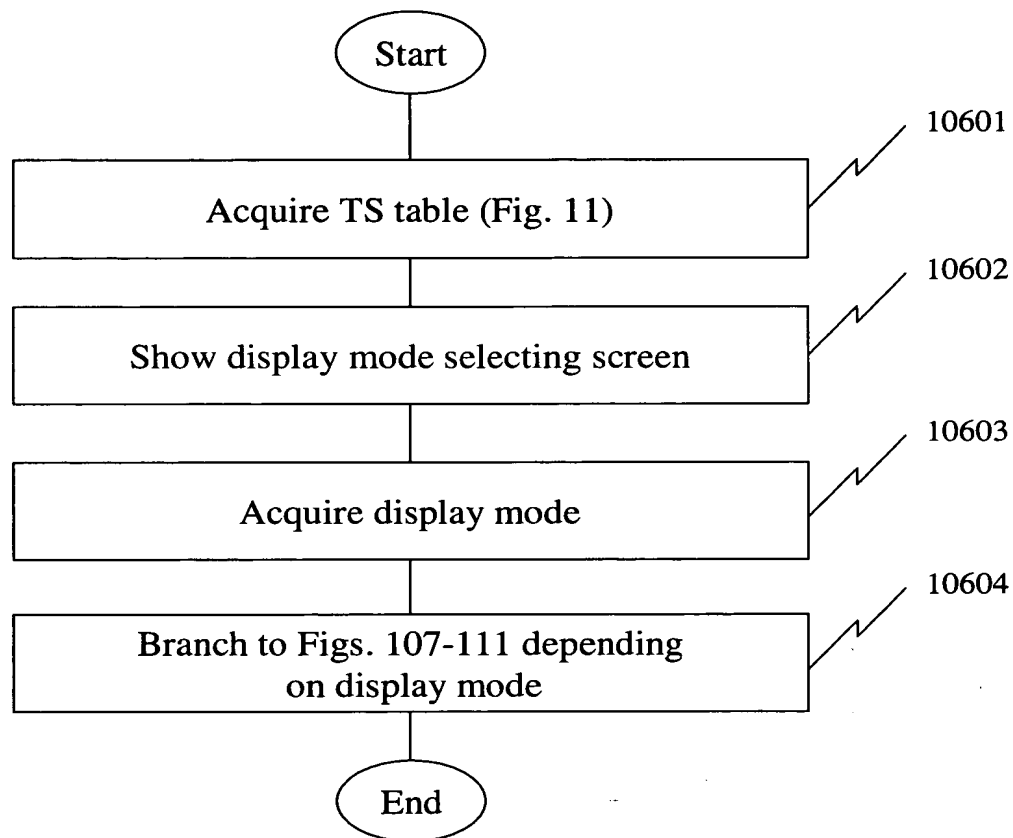 Start
10601
Acquire TS table (Fig. 11)
10602
Show display mode selecting screen
10603
Acquire display mode
10604
Branch to Figs. 107-111 depending
on display mode
End